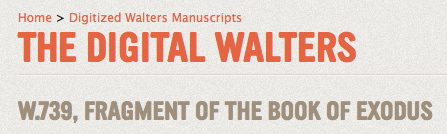 Home > Digitized Walters Manuscripts
THE DIGITAL WALTERS
W.739, FRAGMENT OF THE BOOK OF EXODUS